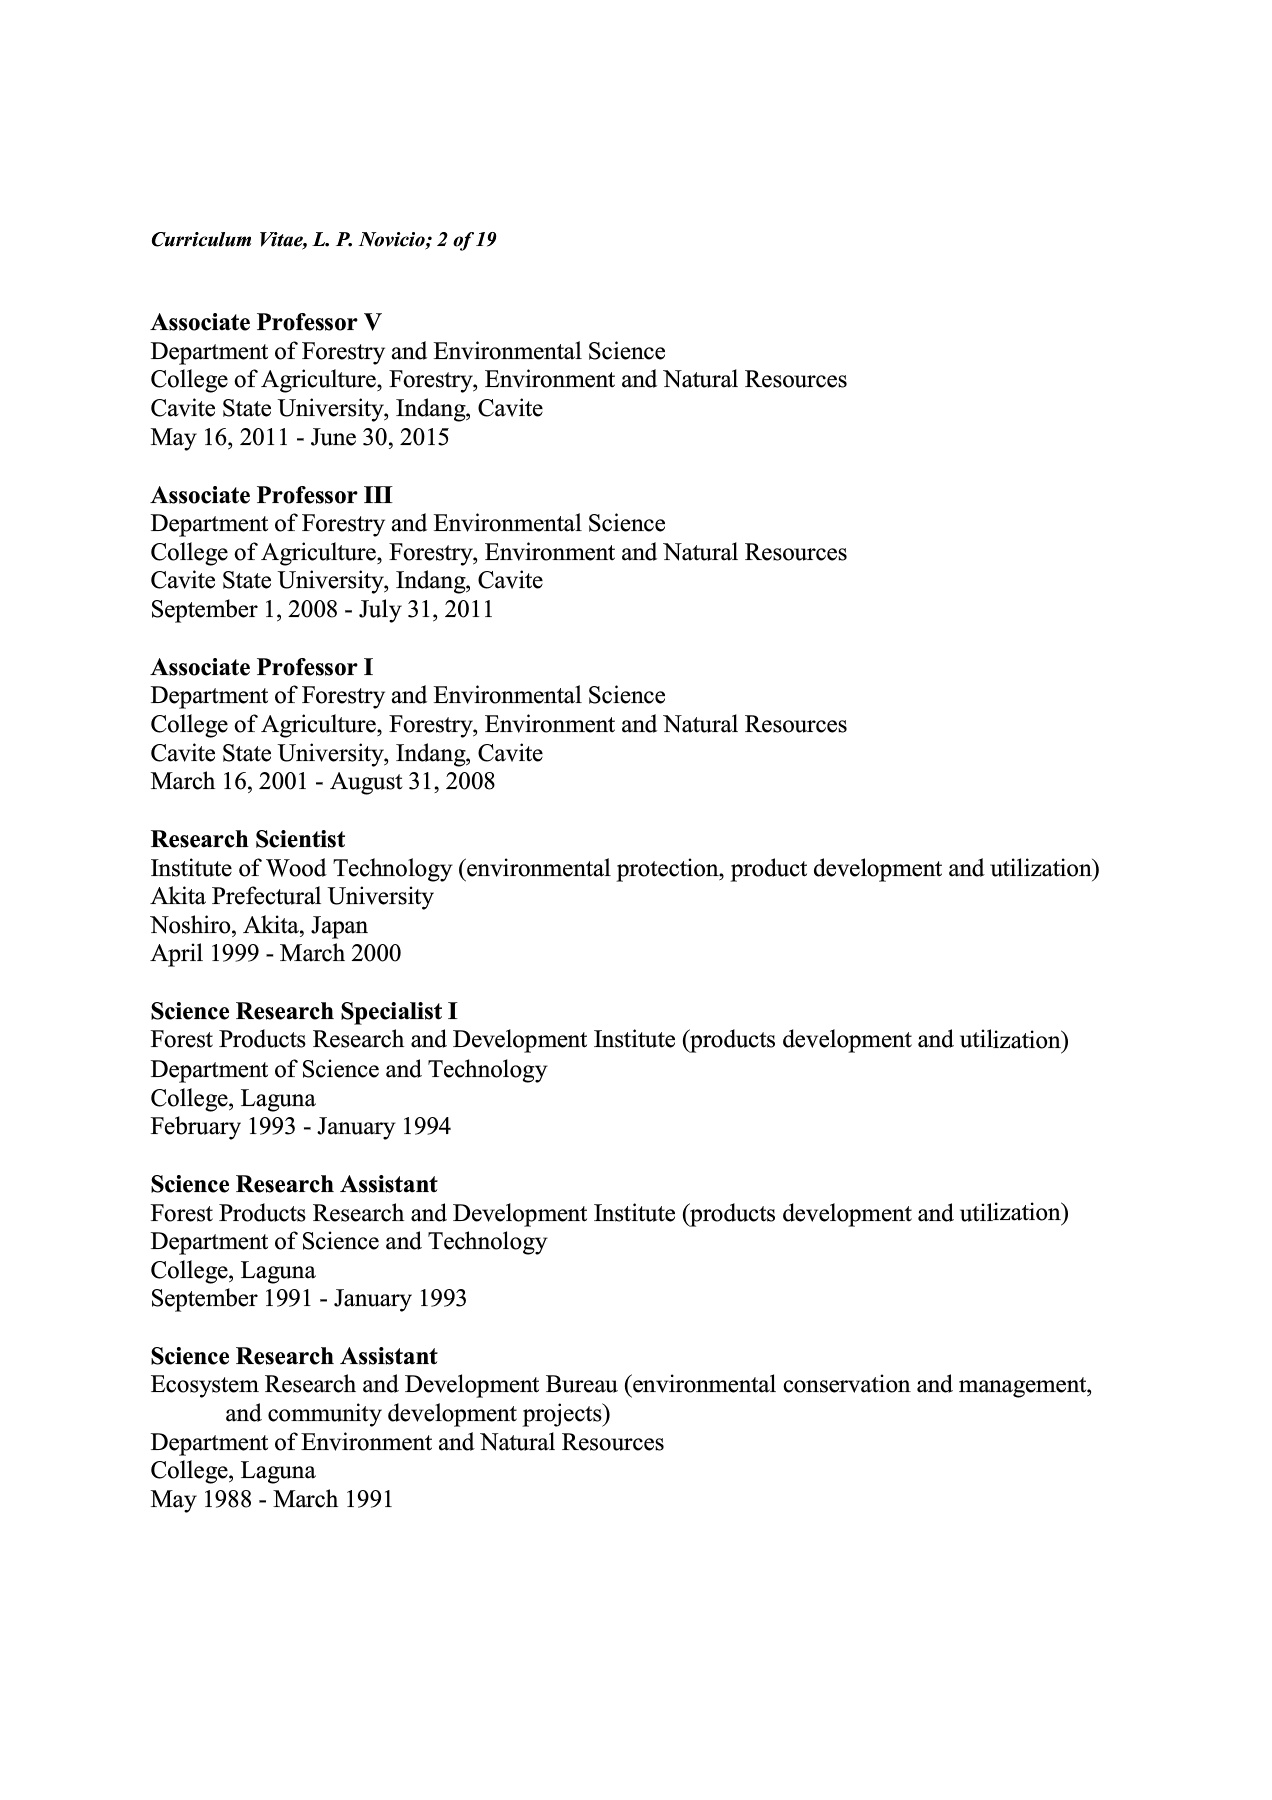 Curriculum Vitae, L. P. Novicio; 2 of 19
Associate Professor V
Department of Forestry and Environmental Science
College of Agriculture, Forestry, Environment and Natural Resources
Cavite State University, Indang, Cavite
May 16, 2011 - June 30, 2015
Associate Professor III
Department of Forestry and Environmental Science
College of Agriculture, Forestry, Environment and Natural Resources
Cavite State University, Indang, Cavite
September 1, 2008 - July 31, 2011
Associate Professor I
Department of Forestry and Environmental Science
College of Agriculture, Forestry, Environment and Natural Resources
Cavite State University, Indang, Cavite
March 16, 2001 - August 31, 2008
Research Scientist
Institute of Wood Technology (environmental protection, product development and utilization)
Akita Prefectural University
Noshiro, Akita, Japan
April 1999 - March 2000
Science Research Specialist I
Forest Products Research and Development Institute (products development and utilization)
Department of Science and Technology
College, Laguna
February 1993 - January 1994
Science Research Assistant
Forest Products Research and Development Institute (products development and utilization)
Department of Science and Technology
College, Laguna
September 1991 - January 1993
Science Research Assistant
Ecosystem Research and Development Bureau (environmental conservation and management,
and community development projects)
Department of Environment and Natural Resources
College, Laguna
May 1988 - March 1991